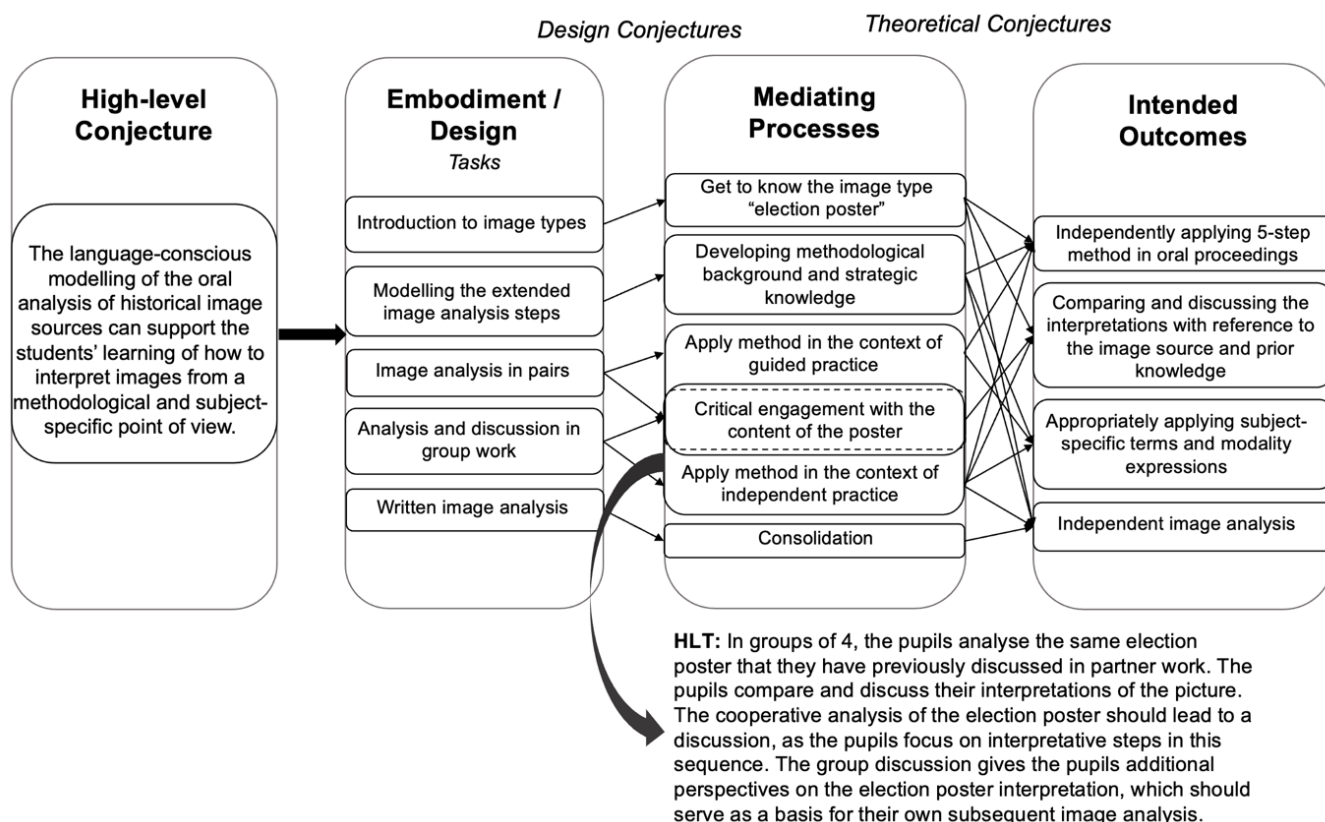 Design Conjectures
Theoretical Conjectures
High-level
Conjecture
The language-conscious
modelling of the oral
analysis of historical image
sources can support the
students’ learning of how to
interpret images from a
methodological and subject-
specific point of view.
Embodiment /
Design
Tasks
Introduction to image types
Modelling the extended
image analysis steps
Image analysis in pairs
Analysis and discussion in
group work
Written image analysis
Mediating
Processes
Get to know the image type
“election poster”
Developing methodological
background and strategic
knowledge
Apply method in the context of
guided practice
Critical engagement with the
content of the poster
Apply method in the context of
independent practice
Consolidation
Intended
Outcomes
Independently applying 5-step
method in oral proceedings
Comparing and discussing the
interpretations with reference to
the image source and prior
knowledge
Appropriately applying subject-
specific terms and modality
expressions
Independent image analysis
HLT: In groups of 4, the pupils analyse the same election
poster that they have previously discussed in partner work. The
pupils compare and discuss their interpretations of the picture.
The cooperative analysis of the election poster should lead to a
discussion, as the pupils focus on interpretative steps in this
sequence. The group discussion gives the pupils additional
perspectives on the election poster interpretation, which should
serve as a basis for their own subsequent image analysis.